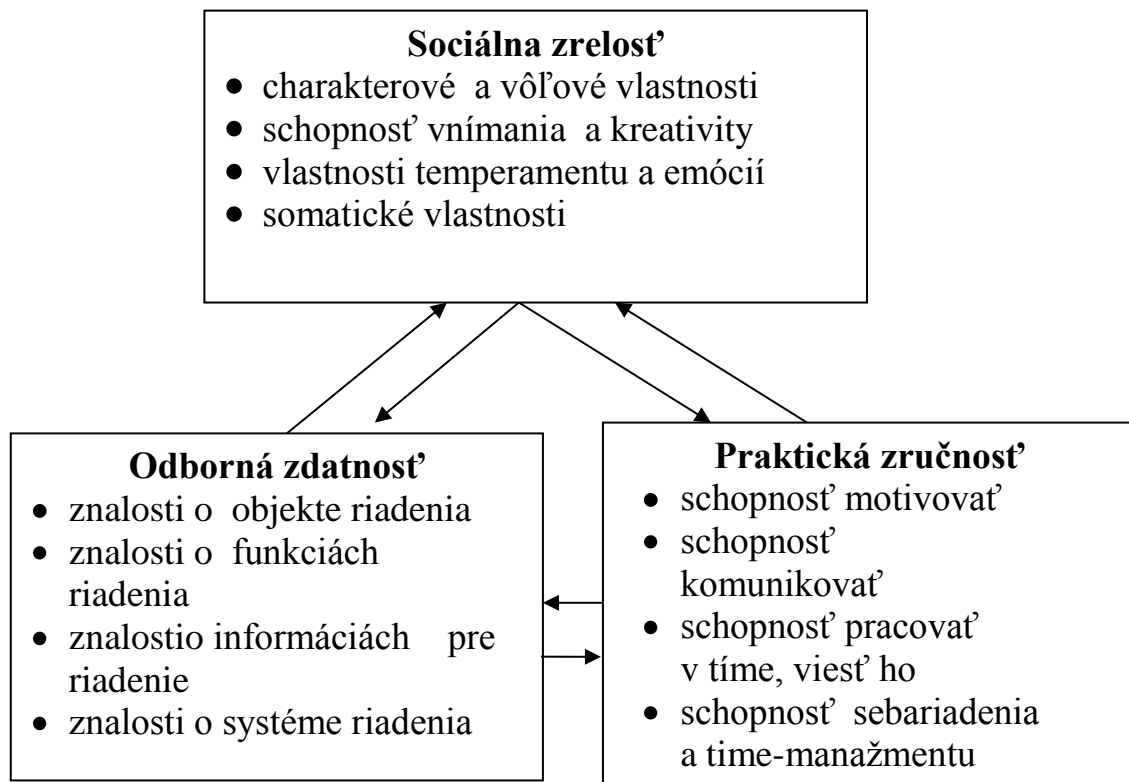 Sociálna zrelosť
• charakterové a vôľové vlastnosti
• schopnosť vnímania a kreativity
• vlastnosti temperamentu a emócií
• somatické vlastnosti
Odborná zdatnosť
• znalosti o objekte riadenia
• znalosti o funkciách
riadenia
• znalostio informáciách pre
riadenie
• znalosti o systéme riadenia
Praktická zručnosť
• schopnosť motivovať
• schopnosť
komunikovať
• schopnosť pracovať
v tíme, viesť ho
• schopnosť sebariadenia
a time-manažmentu